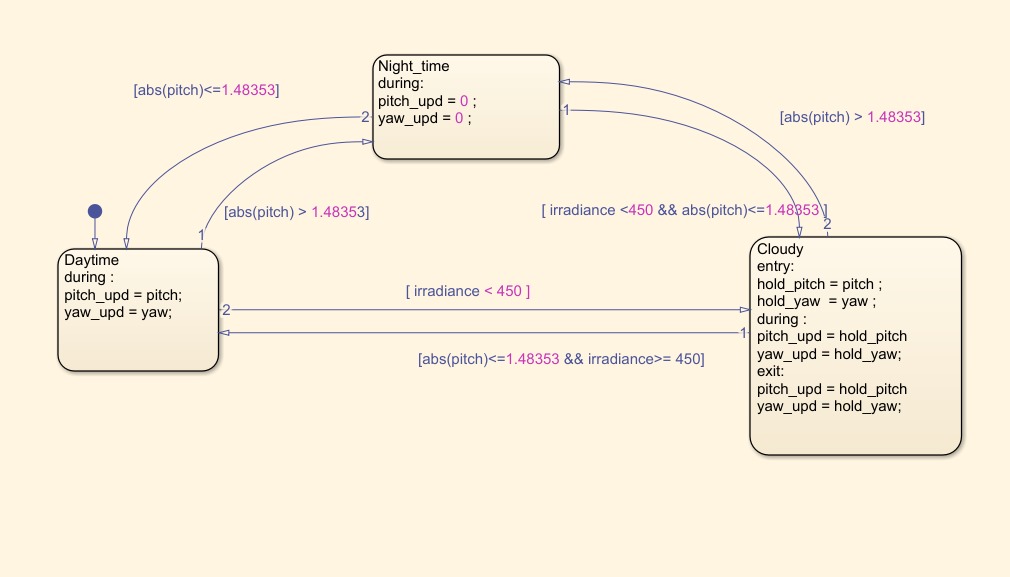 Night_time
during:
pitch_upd = 0 ;
yaw_upd = 0 ;
[abs(pitch)<=1.48353]
2
1
[abs(pitch) > 1.48353]
[abs(pitch) > 1.48353]
1
[ irradiance <450 && abs(pitch)<=1.48353 ]
2
Daytime
during :
pitch_upd = pitch;
yaw_upd = yaw;
2
[ irradiance < 450 ]
1
[abs(pitch)<=1.48353 && irradiance>= 450]
Cloudy
entry:
hold_pitch = pitch ;
hold_yaw  = yaw ;
during :
pitch_upd = hold_pitch
yaw_upd = hold_yaw;
exit:
pitch_upd = hold_pitch
yaw_upd = hold_yaw;